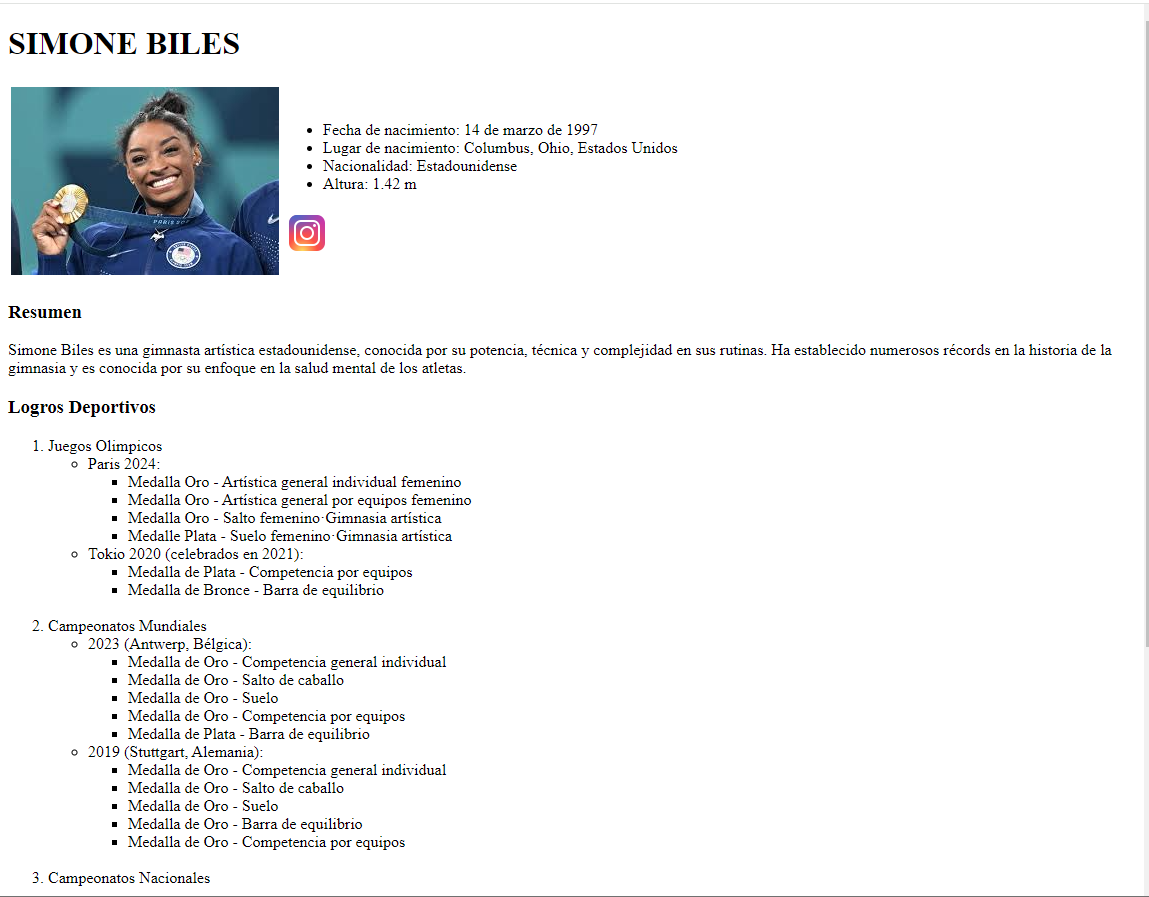 SIMONE BILES
PARIS 20
Fecha de nacimiento: 14 de marzo de 1997
Lugar de nacimiento: Columbus, Ohio, Estados Unidos
Nacionalidad: Estadounidense
Altura: 1.42 m
Resumen
Simone Biles es una gimnasta artística estadounidense, conocida por su potencia, técnica y complejidad en sus rutinas. Ha establecido numerosos récords en la historia de la
gimnasia y es conocida por su enfoque en la salud mental de los atletas.
Logros Deportivos
1. Juegos Olimpicos
Paris 2024:
Medalla Oro - Artística general individual femenino
Medalla Oro - Artística general por equipos femenino
Medalla Oro - Salto femenino·Gimnasia artística
Medalle Plata - Suelo femenino·Gimnasia artística
Tokio 2020 (celebrados en 2021):
Medalla de Plata - Competencia por equipos
Medalla de Bronce - Barra de equilibrio
2. Campeonatos Mundiales
2023 (Antwerp, Bélgica):
Medalla de Oro - Competencia general individual
Medalla de Oro - Salto de caballo
Medalla de Oro - Suelo
Medalla de Oro - Competencia por equipos
Medalla de Plata - Barra de equilibrio
2019 (Stuttgart, Alemania):
Medalla de Oro - Competencia general individual
Medalla de Oro - Salto de caballo
Medalla de Oro - Suelo
Medalla de Oro - Barra de equilibrio
Medalla de Oro - Competencia por equipos
3. Campeonatos Nacionales